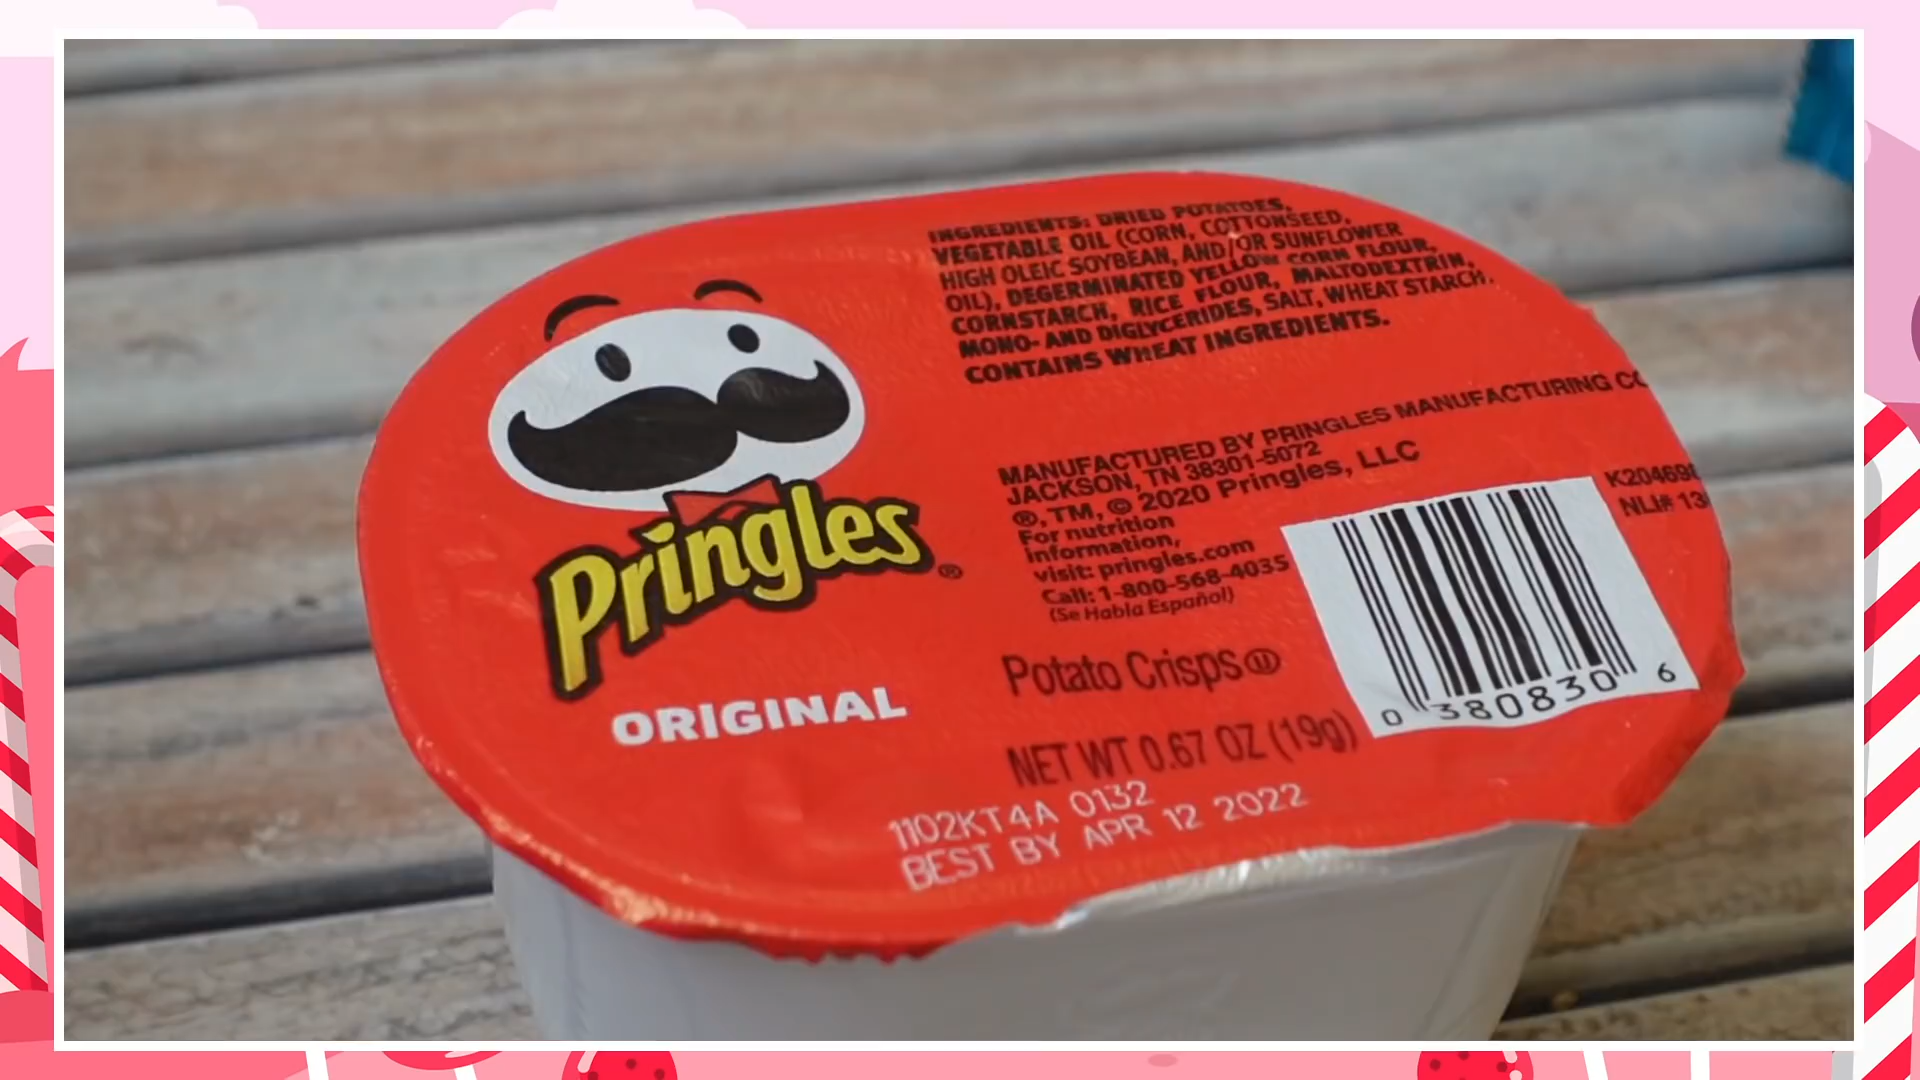 INGREDIENTS: DRIED POTATOES,
VEGETABLE OIL (CORN, COTTONSEED,
HIGH OLEIC SOYBEAN, AND/OR SUNFLOWER
OIL), DEGERMINATED YELLOW CORN FLOUR,
CORNSTARCH, RICE FLOUR, MALTODEXTRIN,
MONO- AND DIGLYCERIDES, SALT, WHEAT STARCH.
CONTAINS WHEAT INGREDIENTS.
Pringles®
ORIGINAL
MANUFACTURED BY PRINGLES MANUFACTURING CO
JACKSON, TN 38301-5072
®, TM, © 2020 Pringles, LLC
For nutrition
information,
visit: pringles.com
Call: 1-800-568-4035
(Se Habla Español)
K204698
NLI# 13
Potato Crisps Ⓤ
0 380830 6
NET WT 0.67 OZ (19g)
1102KT4A 0132
BEST BY APR 12 2022